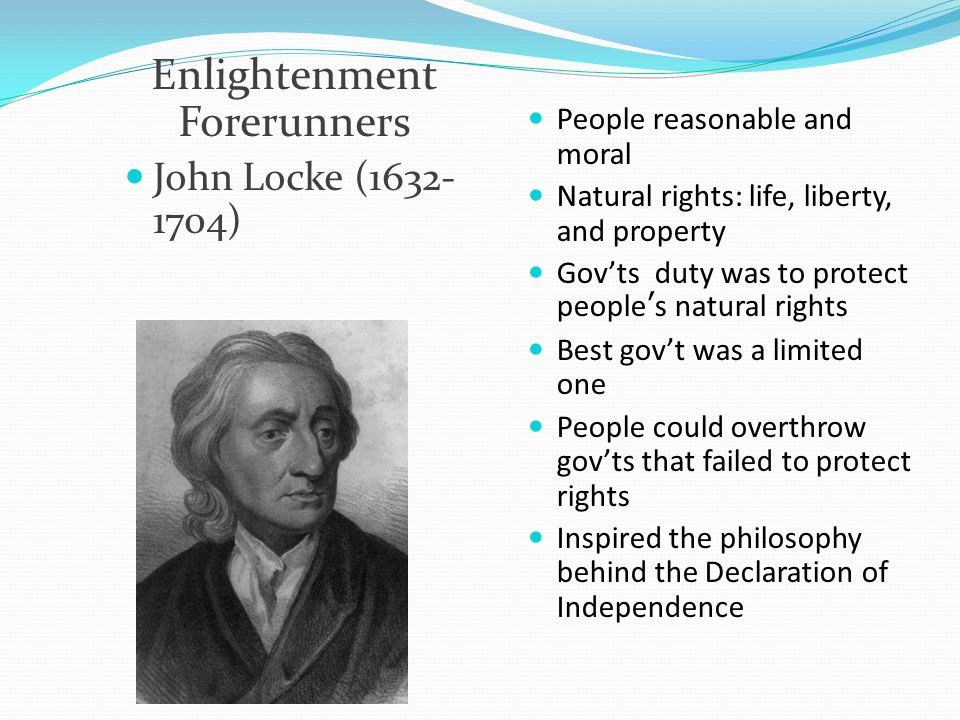 Enlightenment
Forerunners
• John Locke (1632-
1704)
• People reasonable and
moral
• Natural rights: life, liberty,
and property
• Gov’ts  duty was to protect
people’s natural rights
• Best gov’t was a limited
one
• People could overthrow
gov’ts that failed to protect
rights
• Inspired the philosophy
behind the Declaration of
Independence